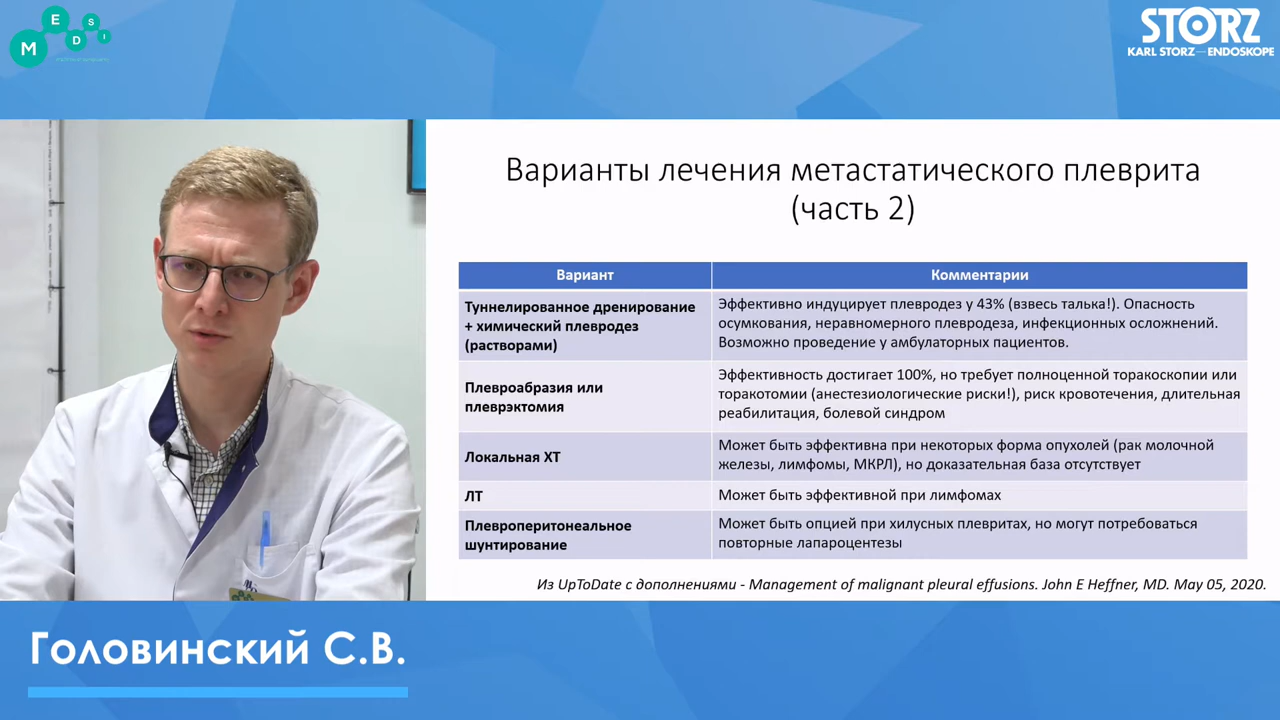 M E D S I
STORZ
KARL STORZ—ENDOSKOPE
Варианты лечения метастатического плеврита
(часть 2)
Вариант
Комментарии
Туннелированное дренирование
+ химический плевродез
(растворами)
Эффективно индуцирует плевродез у 43% (взвесь талька!). Опасность
осумкования, неравномерного плевродеза, инфекционных осложнений.
Возможно проведение у амбулаторных пациентов.
Плевроабразия или
плеврэктомия
Эффективность достигает 100%, но требует полноценной торакоскопии или
торакотомии (анестезиологические риски!), риск кровотечения, длительная
реабилитация, болевой синдром
Локальная ХТ
Может быть эффективна при некоторых форма опухолей (рак молочной
железы, лимфомы, МКРЛ), но доказательная база отсутствует
ЛТ
Может быть эффективной при лимфомах
Плевроперитонеальное
шунтирование
Может быть опцией при хилусных плевритах, но могут потребоваться
повторные лапароцентезы
Из UpToDate с дополнениями - Management of malignant pleural effusions. John E Heffner, MD. May 05, 2020.
Головинский С.В.